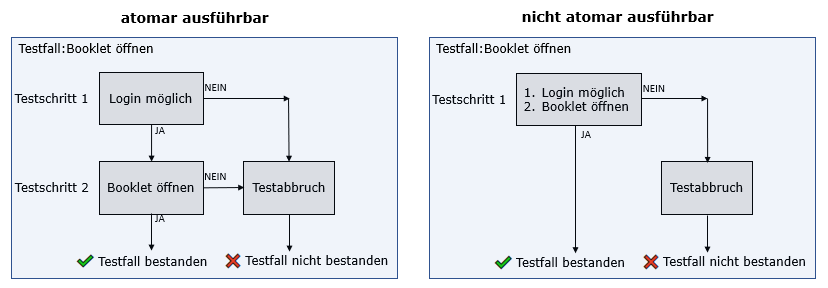 atomar ausführbar
Testfall:Booklet öffnen
Testschritt 1
Login möglich
NEIN
JA
Testschritt 2
Booklet öffnen
NEIN
Testabbruch
JA
Testfall bestanden
Testfall nicht bestanden
nicht atomar ausführbar
Testfall:Booklet öffnen
Testschritt 1
1. Login möglich
2. Booklet öffnen
NEIN
JA
Testabbruch
Testfall bestanden
Testfall nicht bestanden